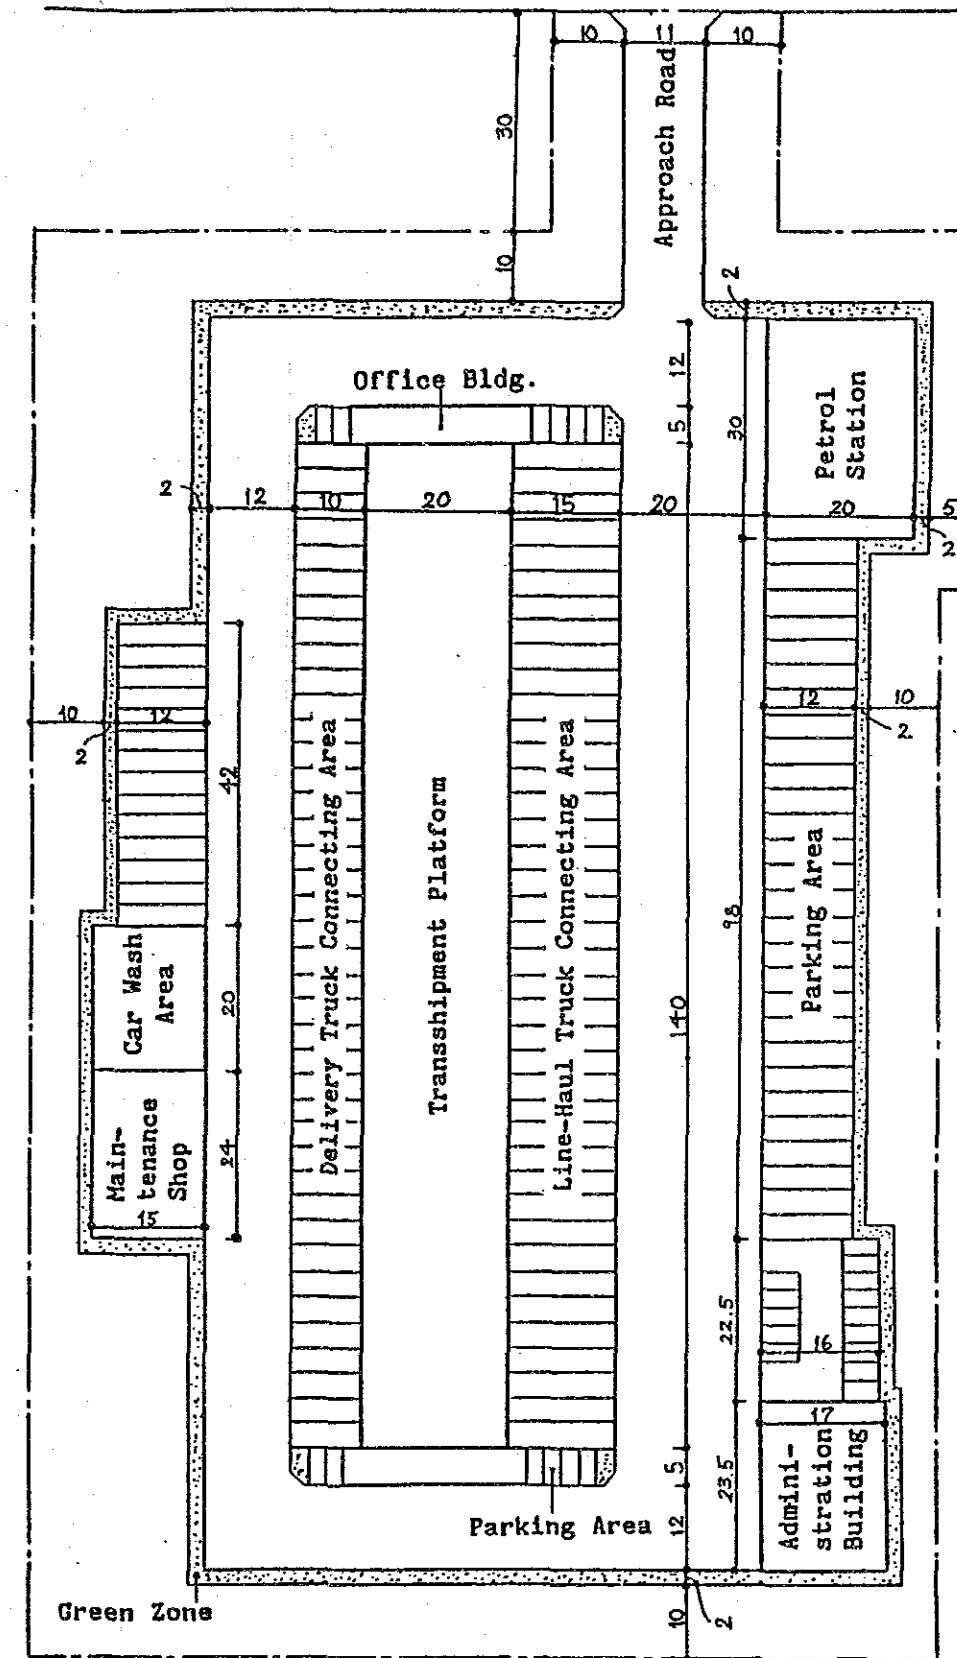 10
11
10
Approach Road
30
10
2
Office Bldg.
12
5
30
Petrol
Station
2
12
10
20
15
20
20
5
2
10
12
2
42
12
10
2
Delivery Truck Connecting Area
Transshipment Platform
Line-Haul Truck Connecting Area
140
98
Parking Area
Car Wash
Area
20
Main-
tenance
Shop
24
15
22.5
16
17
23.5
Admini-
stration
Building
5
12
Parking Area
Green Zone
10
2